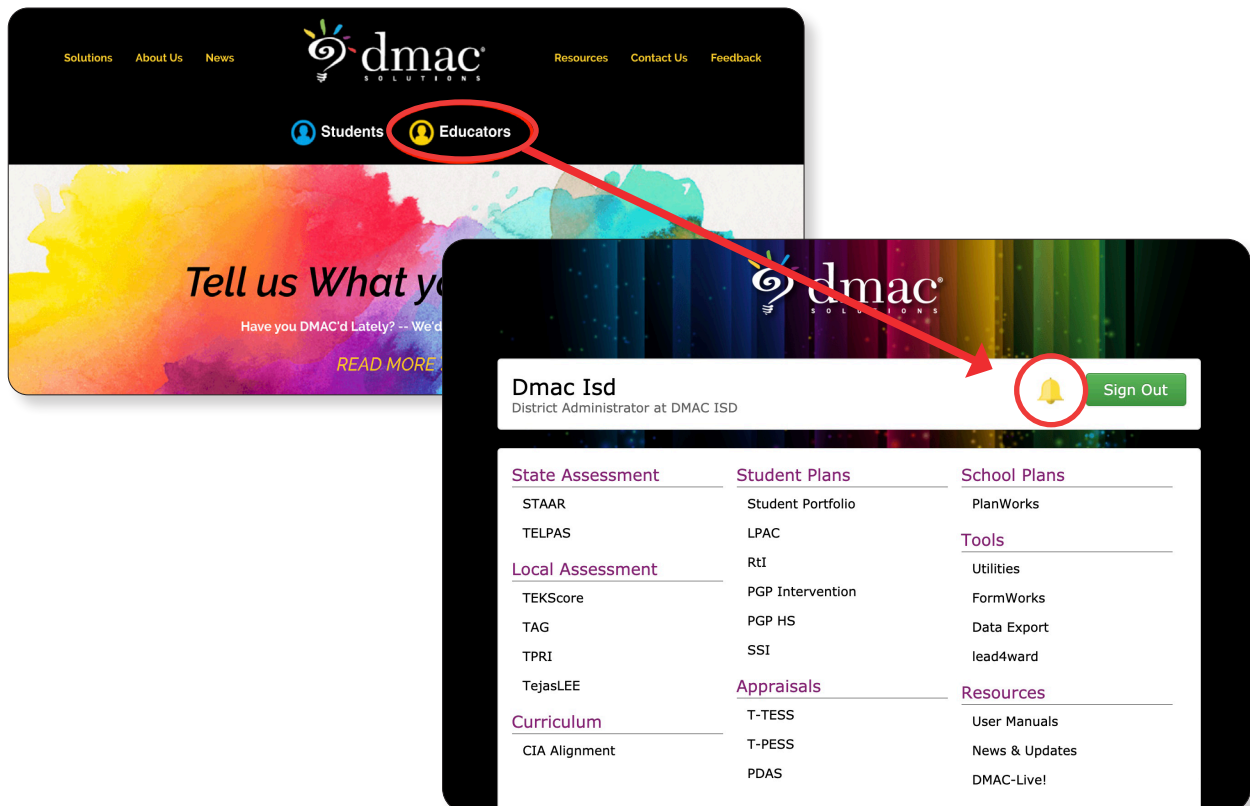 Solutions About Us News dmac® Resources Contact Us Feedback
SOLUTIONS
Students Educators
Tell us What
Have you DMAC'd Lately? -- We'd
READ MORE
dmac®
SOLUTIONS
Dmac Isd
District Administrator at DMAC ISD
Sign Out
State Assessment
STAAR
TELPAS
Local Assessment
TEKScore
TAG
TPRI
TejasLEE
Curriculum
CIA Alignment
Student Plans
Student Portfolio
LPAC
RtI
PGP Intervention
PGP HS
SSI
Appraisals
T-TESS
T-PESS
PDAS
School Plans
PlanWorks
Tools
Utilities
FormWorks
Data Export
lead4ward
Resources
User Manuals
News & Updates
DMAC-Live!